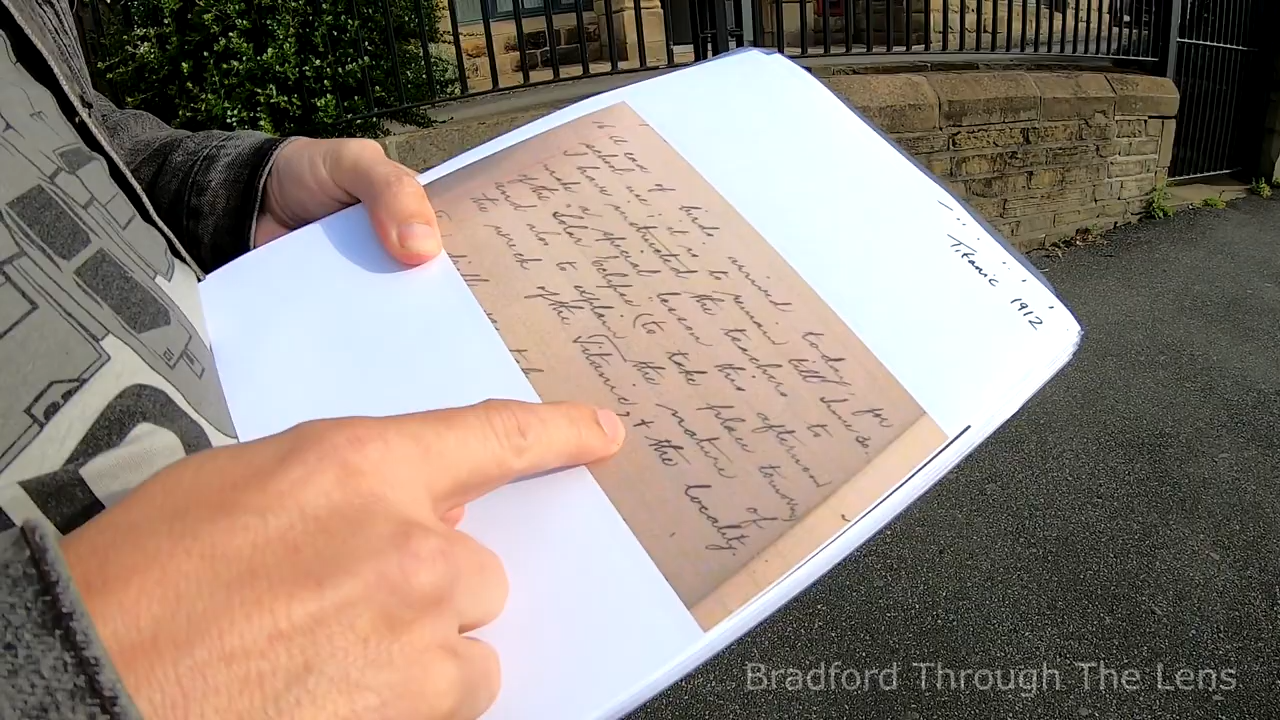 A case of birds arrived today for
school use; it is to remain till June 30.
I have instructed the teachers to
make a special lesson this afternoon
of the Solar Eclipse (to take place tomorrow)
and also to explain the nature of
the wreck of the Titanic, + the locality.
Titanic 1912
Bradford Through The Lens